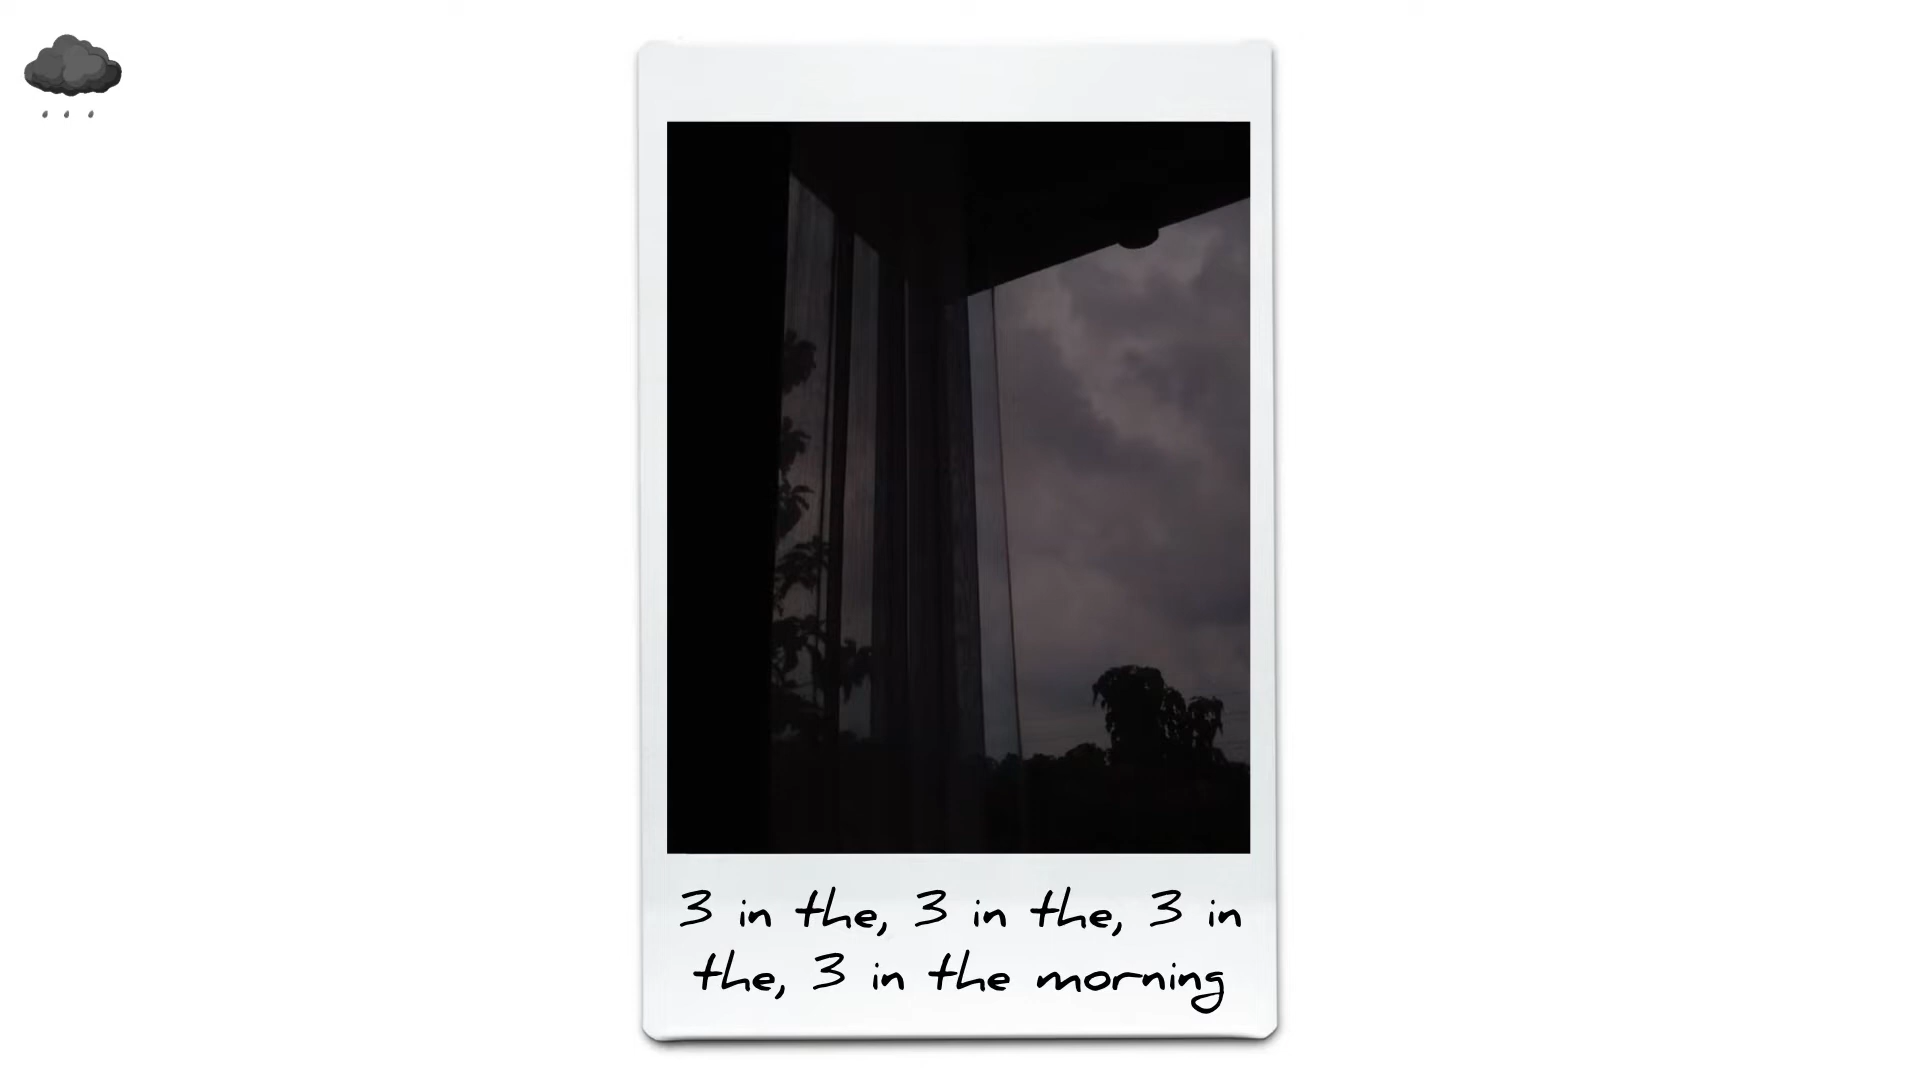 3 in the, 3 in the, 3 in
the, 3 in the morning